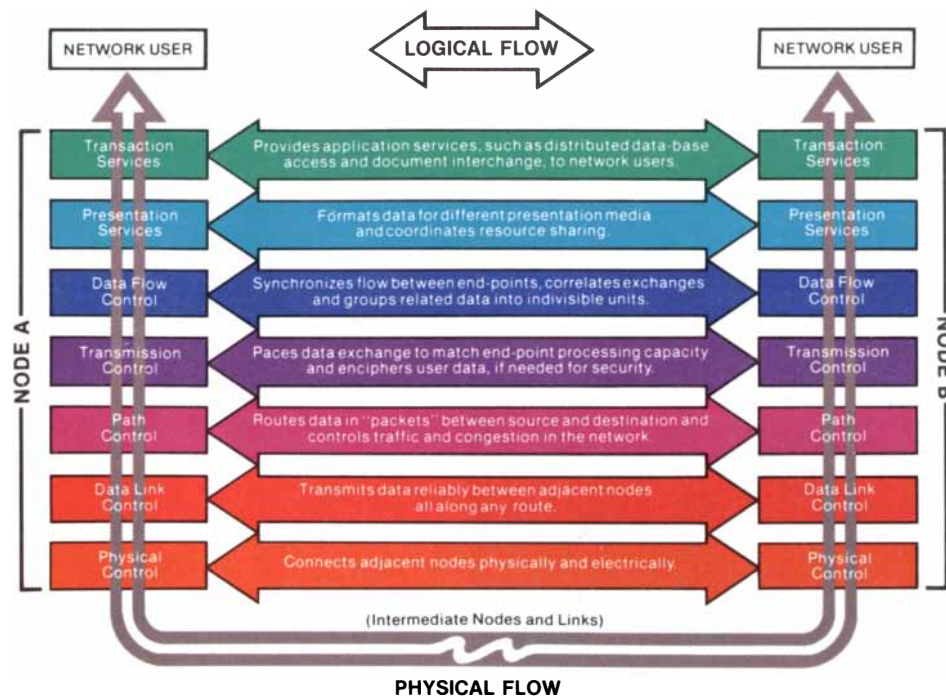 NETWORK USER
LOGICAL FLOW
NETWORK USER
NODE A
Transaction
Services
Provides application services, such as distributed data-base
access and document interchange, to network users.
Transaction
Services
Presentation
Services
Formats data for different presentation media
and coordinates resource sharing.
Presentation
Services
Data Flow
Control
Synchronizes flow between end-points, correlates exchanges
and groups related data into indivisible units.
Data Flow
Control
Transmission
Control
Paces data exchange to match end-point processing capacity
and enciphers user data, if needed for security.
Transmission
Control
Path
Control
Routes data in "packets" between source and destination and
controls traffic and congestion in the network.
Path
Control
Data Link
Control
Transmits data reliably between adjacent nodes
all along any route.
Data Link
Control
Physical
Control
Connects adjacent nodes physically and electrically.
Physical
Control
NODE B
(Intermediate Nodes and Links)
PHYSICAL FLOW